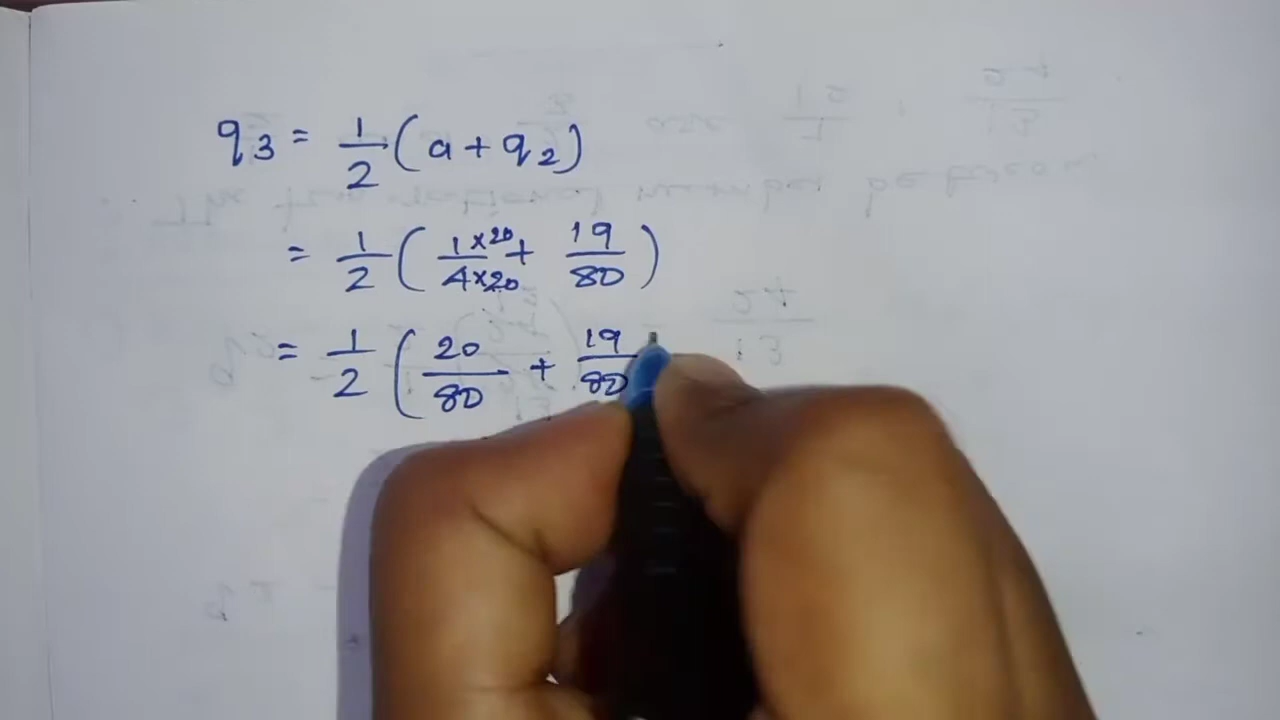 q3 = 1/2 ( a + q2 )
= 1/2 ( 1×20/4×20 + 19/80 )
= 1/2 ( 20/80 + 19/80